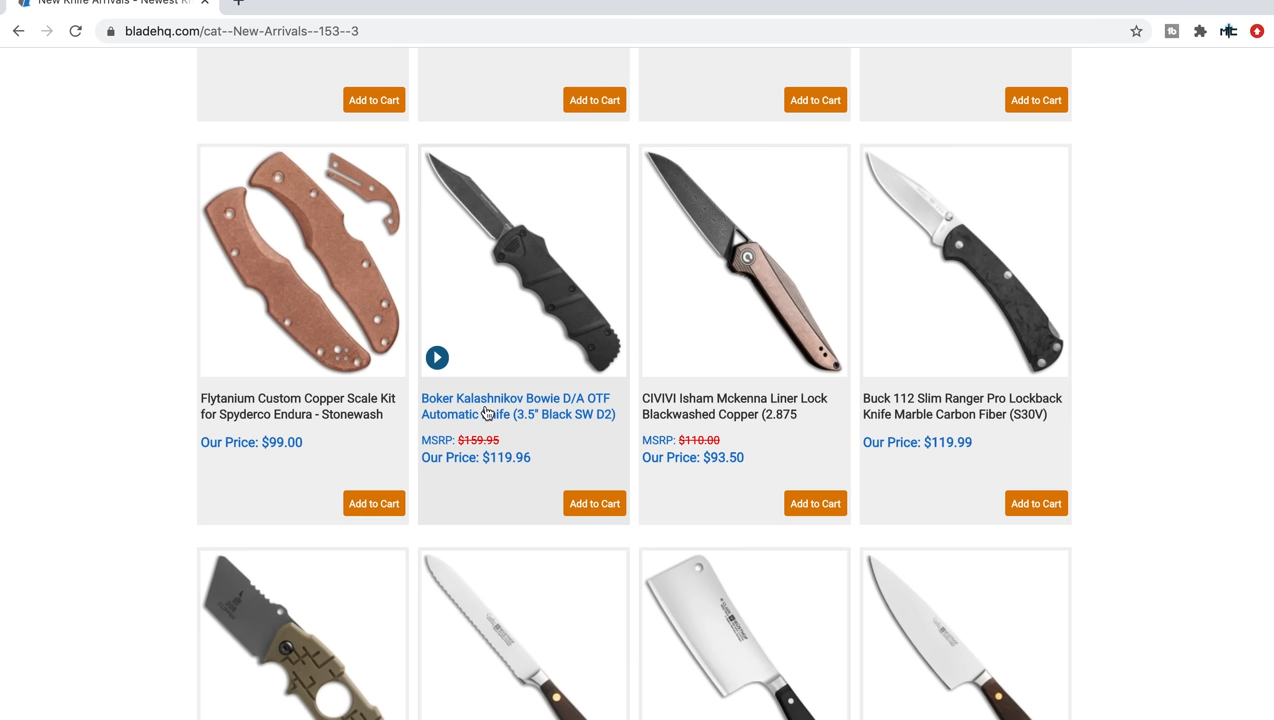 New Knife Arrivals - Newest Kn
bladehq.com/cat--New-Arrivals--153--3
Add to Cart
Add to Cart
Add to Cart
Add to Cart
Flytanium Custom Copper Scale Kit
for Spyderco Endura - Stonewash
Our Price: $99.00
Add to Cart
Boker Kalashnikov Bowie D/A OTF
Automatic Knife (3.5" Black SW D2)
MSRP: $159.95
Our Price: $119.96
Add to Cart
CIVIVI Isham Mckenna Liner Lock
Blackwashed Copper (2.875
MSRP: $110.00
Our Price: $93.50
Add to Cart
Buck 112 Slim Ranger Pro Lockback
Knife Marble Carbon Fiber (S30V)
Our Price: $119.99
Add to Cart